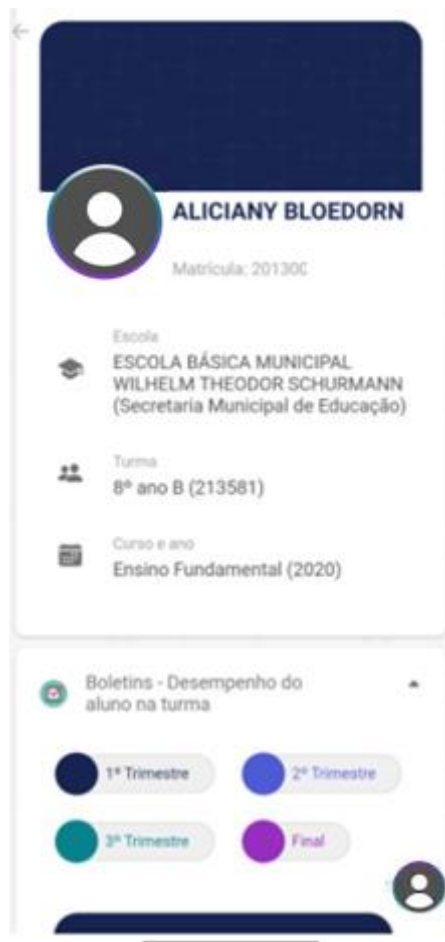 ALICIANY BLOEDORN
Matrícula: 201300
Escola
ESCOLA BÁSICA MUNICIPAL
WILHELM THEODOR SCHURMANN
(Secretaria Municipal de Educação)
Turma
8º ano B (213581)
Curso e ano
Ensino Fundamental (2020)
Boletins - Desempenho do
aluno na turma
1º Trimestre
2º Trimestre
3º Trimestre
Final